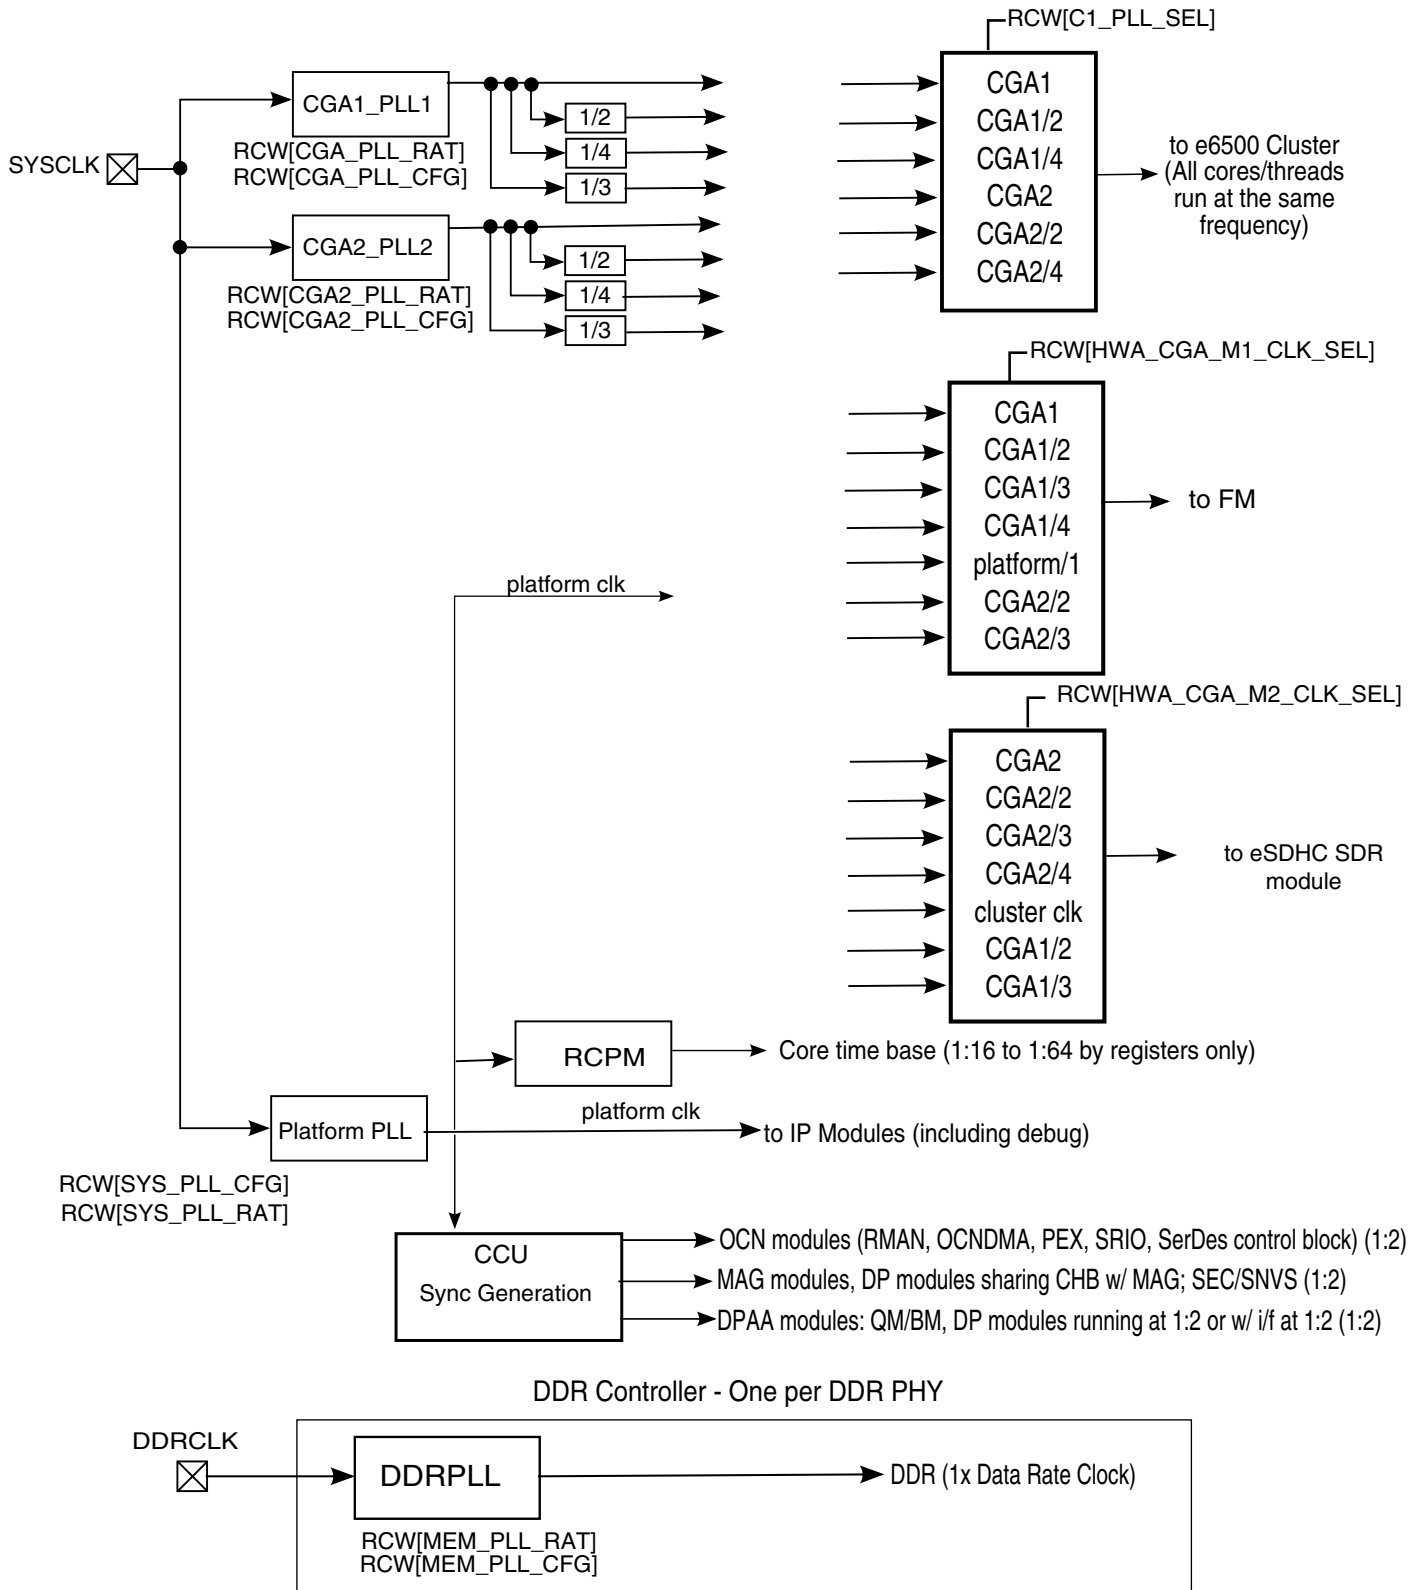 RCW[C1_PLL_SEL]
SYSCLK
CGA1_PLL1
RCW[CGA_PLL_RAT]
RCW[CGA_PLL_CFG]
1/2
1/4
1/3
CGA2_PLL2
RCW[CGA2_PLL_RAT]
RCW[CGA2_PLL_CFG]
1/2
1/4
1/3
CGA1
CGA1/2
CGA1/4
CGA2
CGA2/2
CGA2/4
to e6500 Cluster
(All cores/threads
run at the same
frequency)
RCW[HWA_CGA_M1_CLK_SEL]
CGA1
CGA1/2
CGA1/3
CGA1/4
platform/1
CGA2/2
CGA2/3
to FM
platform clk
RCW[HWA_CGA_M2_CLK_SEL]
CGA2
CGA2/2
CGA2/3
CGA2/4
cluster clk
CGA1/2
CGA1/3
to eSDHC SDR
module
RCPM
Core time base (1:16 to 1:64 by registers only)
Platform PLL
platform clk
to IP Modules (including debug)
RCW[SYS_PLL_CFG]
RCW[SYS_PLL_RAT]
CCU
Sync Generation
OCN modules (RMAN, OCNDMA, PEX, SRIO, SerDes control block) (1:2)
MAG modules, DP modules sharing CHB w/ MAG; SEC/SNVS (1:2)
DPAA modules: QM/BM, DP modules running at 1:2 or w/ i/f at 1:2 (1:2)
DDR Controller - One per DDR PHY
DDRCLK
DDRPLL
DDR (1x Data Rate Clock)
RCW[MEM_PLL_RAT]
RCW[MEM_PLL_CFG]